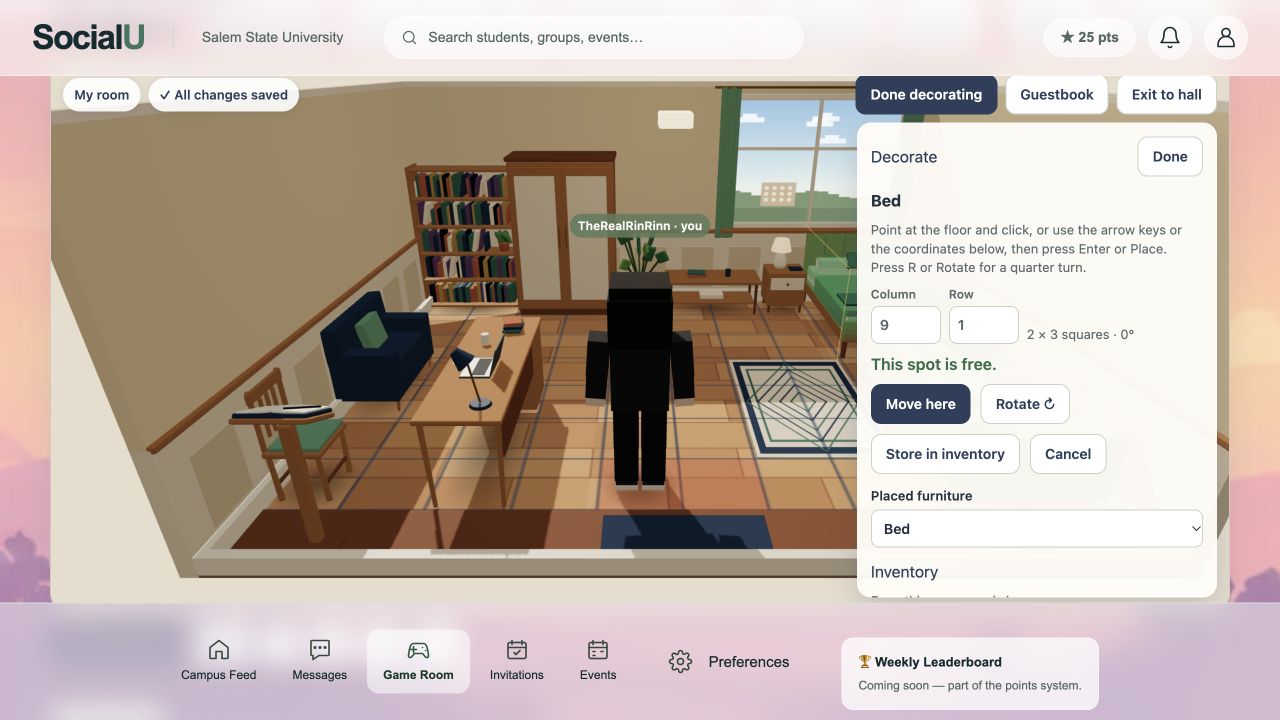 SocialU
Salem State University
Search students, groups, events…
★ 25 pts
My room
✓ All changes saved
Done decorating
Guestbook
Exit to hall
TheRealRinRinn · you
Decorate
Done
Bed
Point at the floor and click, or use the arrow keys or
the coordinates below, then press Enter or Place.
Press R or Rotate for a quarter turn.
Column
Row
9
1
2 × 3 squares · 0°
This spot is free.
Move here
Rotate ↻
Store in inventory
Cancel
Placed furniture
Bed
Inventory
Campus Feed
Messages
Game Room
Invitations
Events
Preferences
🏆 Weekly Leaderboard
Coming soon — part of the points system.